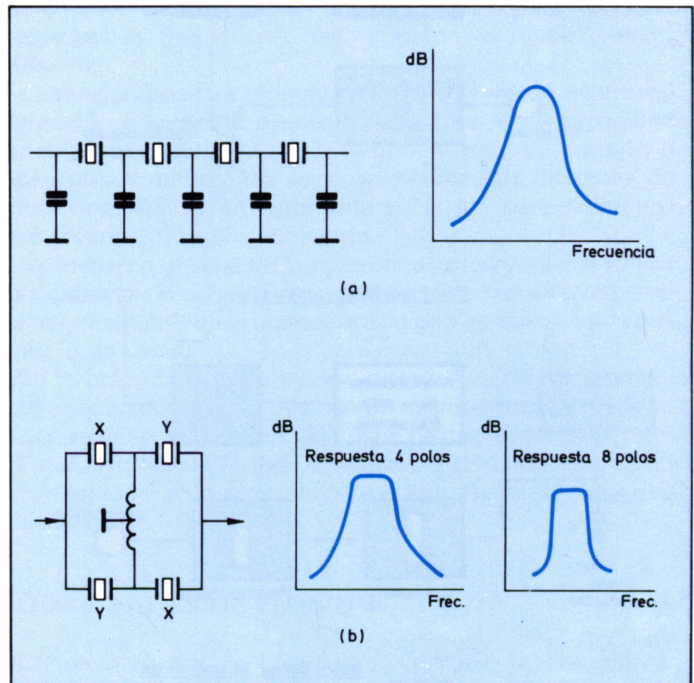 dB
Frecuencia
(a)
X Y
dB
Respuesta 4 polos
dB
Respuesta 8 polos
Y X
Frec.
Frec.
(b)